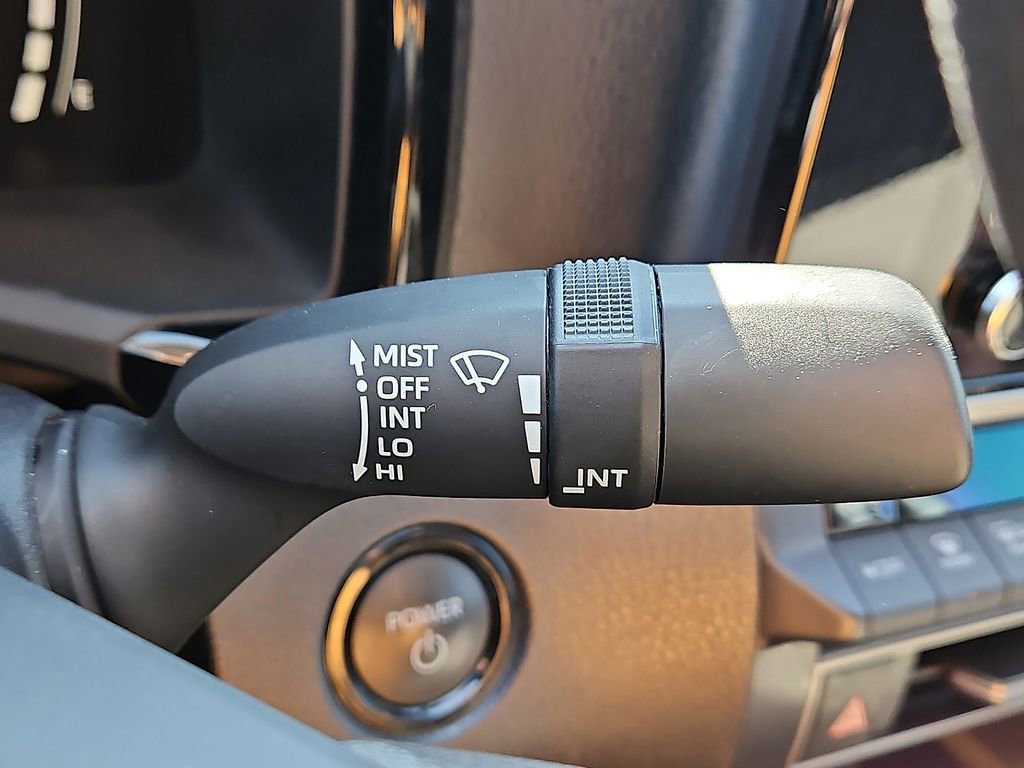 E
MIST
OFF
INT
LO
HI
INT
POWER